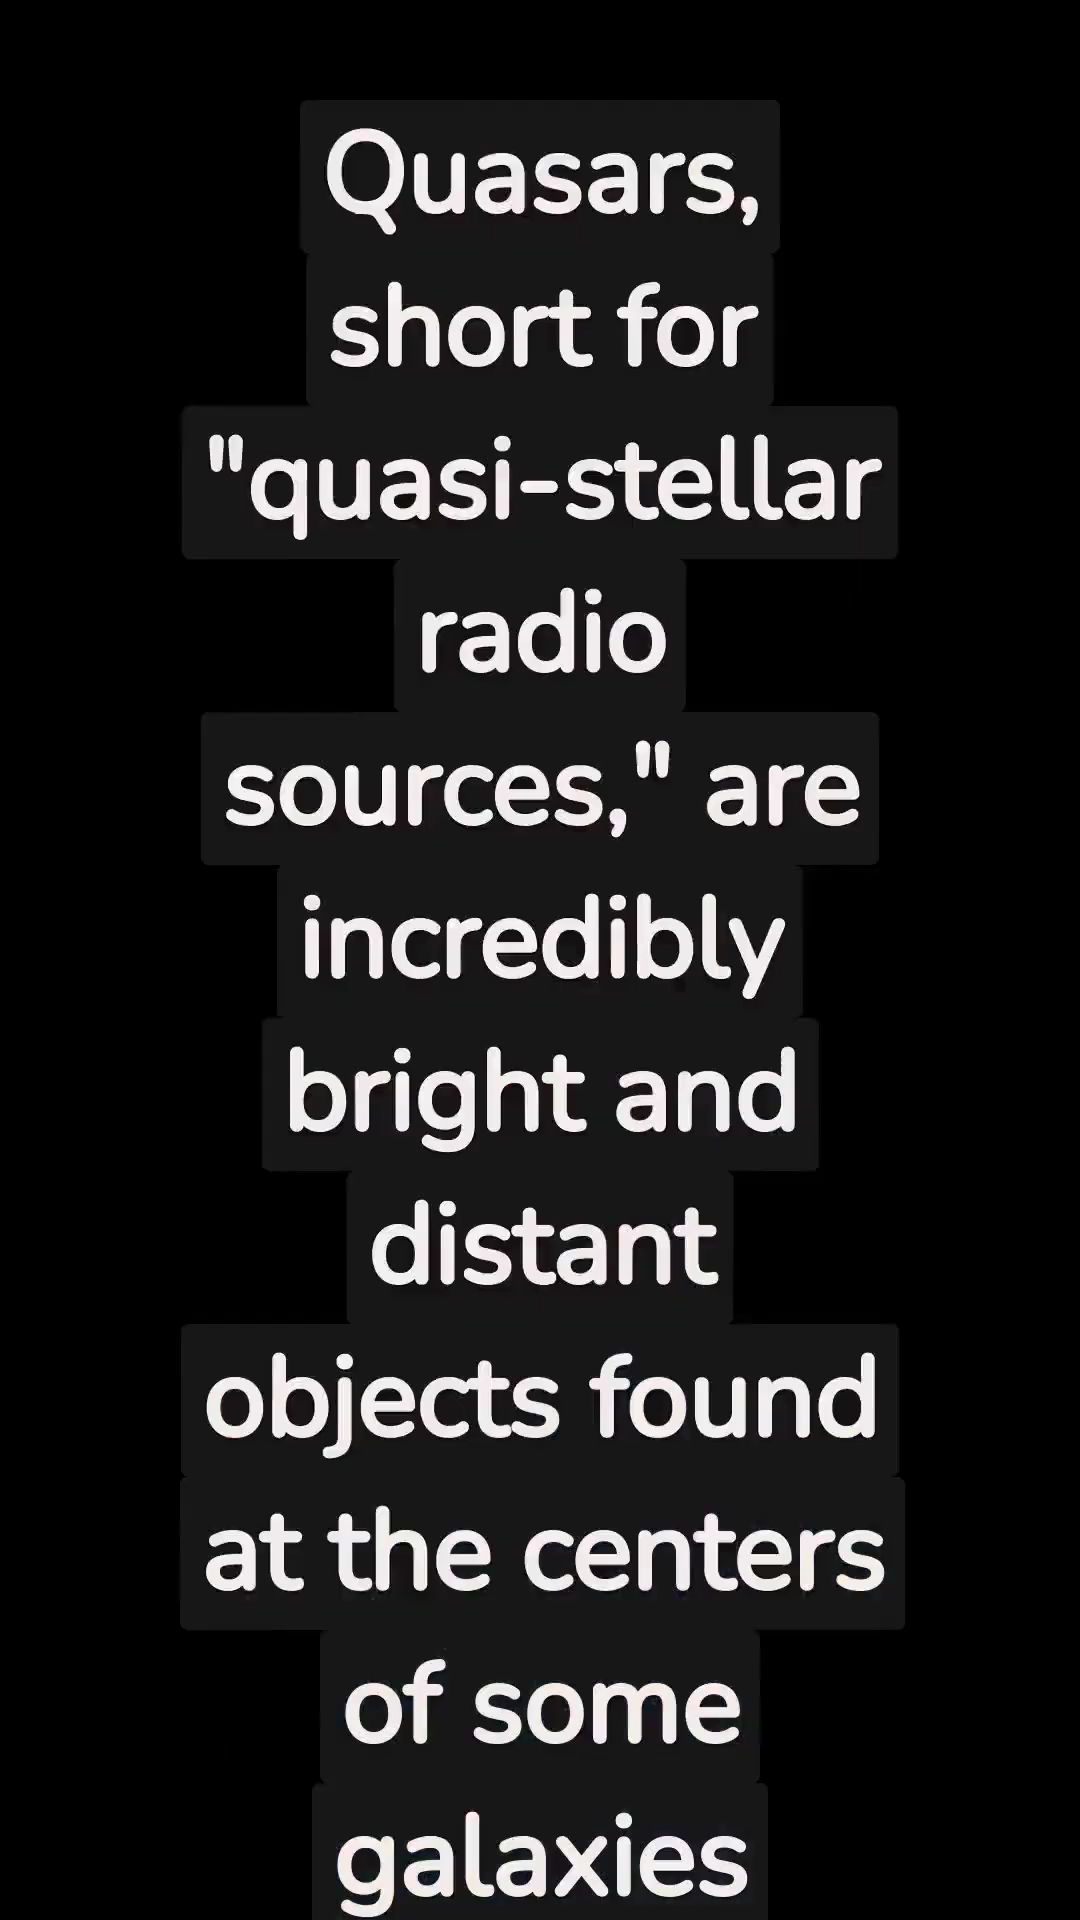 Quasars,
short for
"quasi-stellar
radio
sources," are
incredibly
bright and
distant
objects found
at the centers
of some
galaxies